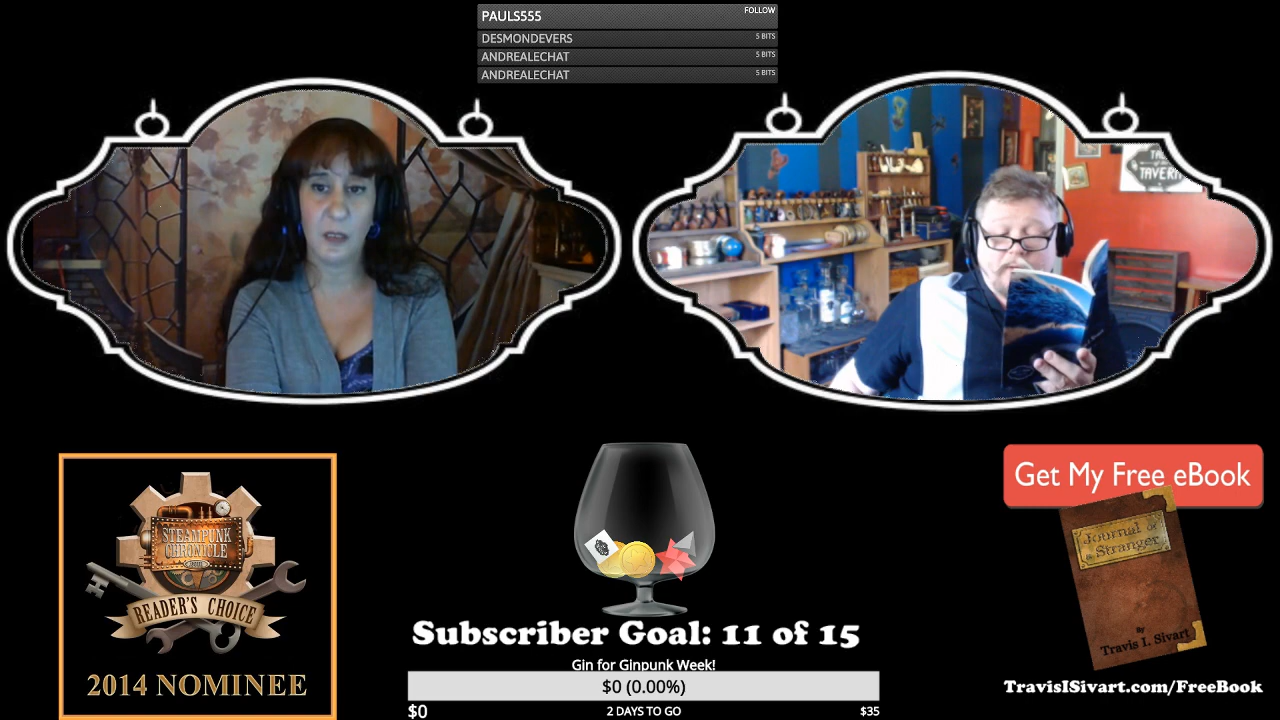 PAULS555 FOLLOW
DESMONDEVERS 5 BITS
ANDREALECHAT 5 BITS
ANDREALECHAT 5 BITS
TAVERN
Get My Free eBook
STEAMPUNK
CHRONICLE
READER'S CHOICE
2014 NOMINEE
Journal of a
Stranger
By
Travis I. Sivart
TravisISivart.com/FreeBook
Subscriber Goal: 11 of 15
Gin for Ginpunk Week!
$0 (0.00%)
$0 2 DAYS TO GO $35